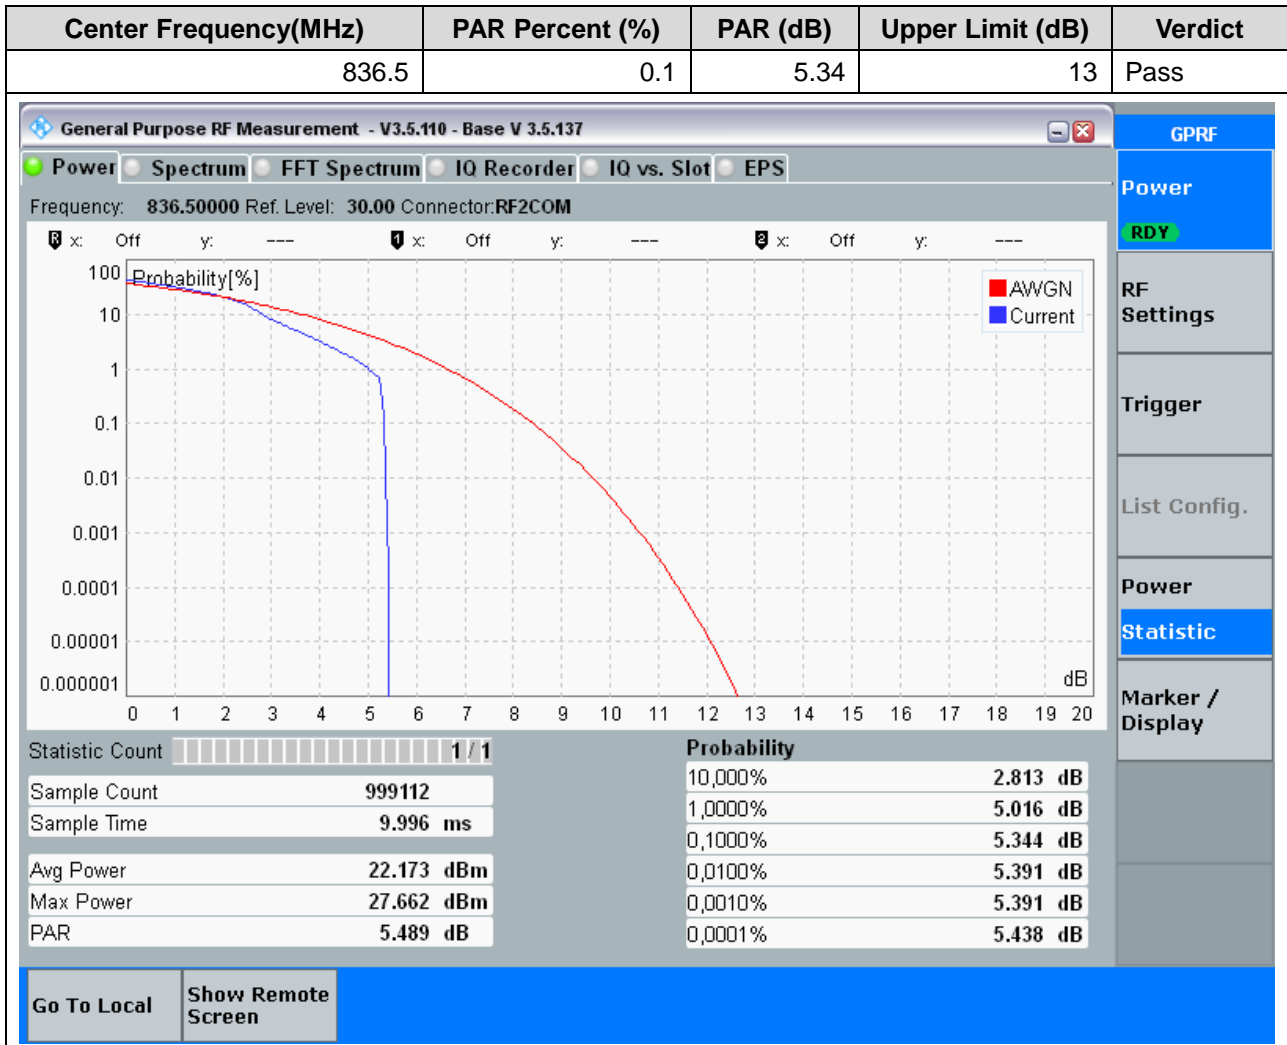 Center Frequency(MHz) PAR Percent (%) PAR (dB) Upper Limit (dB) Verdict
836.5 0.1 5.34 13 Pass
General Purpose RF Measurement - V3.5.110 - Base V 3.5.137
GPRF
Power Spectrum FFT Spectrum IQ Recorder IQ vs. Slot EPS
Power
RDY
Frequency: 836.50000 Ref. Level: 30.00 Connector:RF2COM
R x: Off y: --- 1 x: Off y: --- 2 x: Off y: ---
100 Probability[%]
AWGN
Current
10
1
0.1
0.01
0.001
0.0001
0.00001
0.000001
dB
0 1 2 3 4 5 6 7 8 9 10 11 12 13 14 15 16 17 18 19 20
RF
Settings
Trigger
List Config.
Power
Statistic
Marker /
Display
Statistic Count 1 / 1
Sample Count 999112
Sample Time 9.996 ms
Avg Power 22.173 dBm
Max Power 27.662 dBm
PAR 5.489 dB
Probability
10,000% 2.813 dB
1,0000% 5.016 dB
0,1000% 5.344 dB
0,0100% 5.391 dB
0,0010% 5.391 dB
0,0001% 5.438 dB
Go To Local
Show Remote
Screen